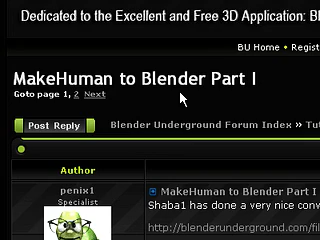 Dedicated to the Excellent and Free 3D Application: Bl
BU Home • Regist
MakeHuman to Blender Part I
Goto page 1, 2 Next
Post Reply
Blender Underground Forum Index » Tut
Author
penix1
Specialist
MakeHuman to Blender Part I
Shaba1 has done a very nice conv
http://blenderunderground.com/fil